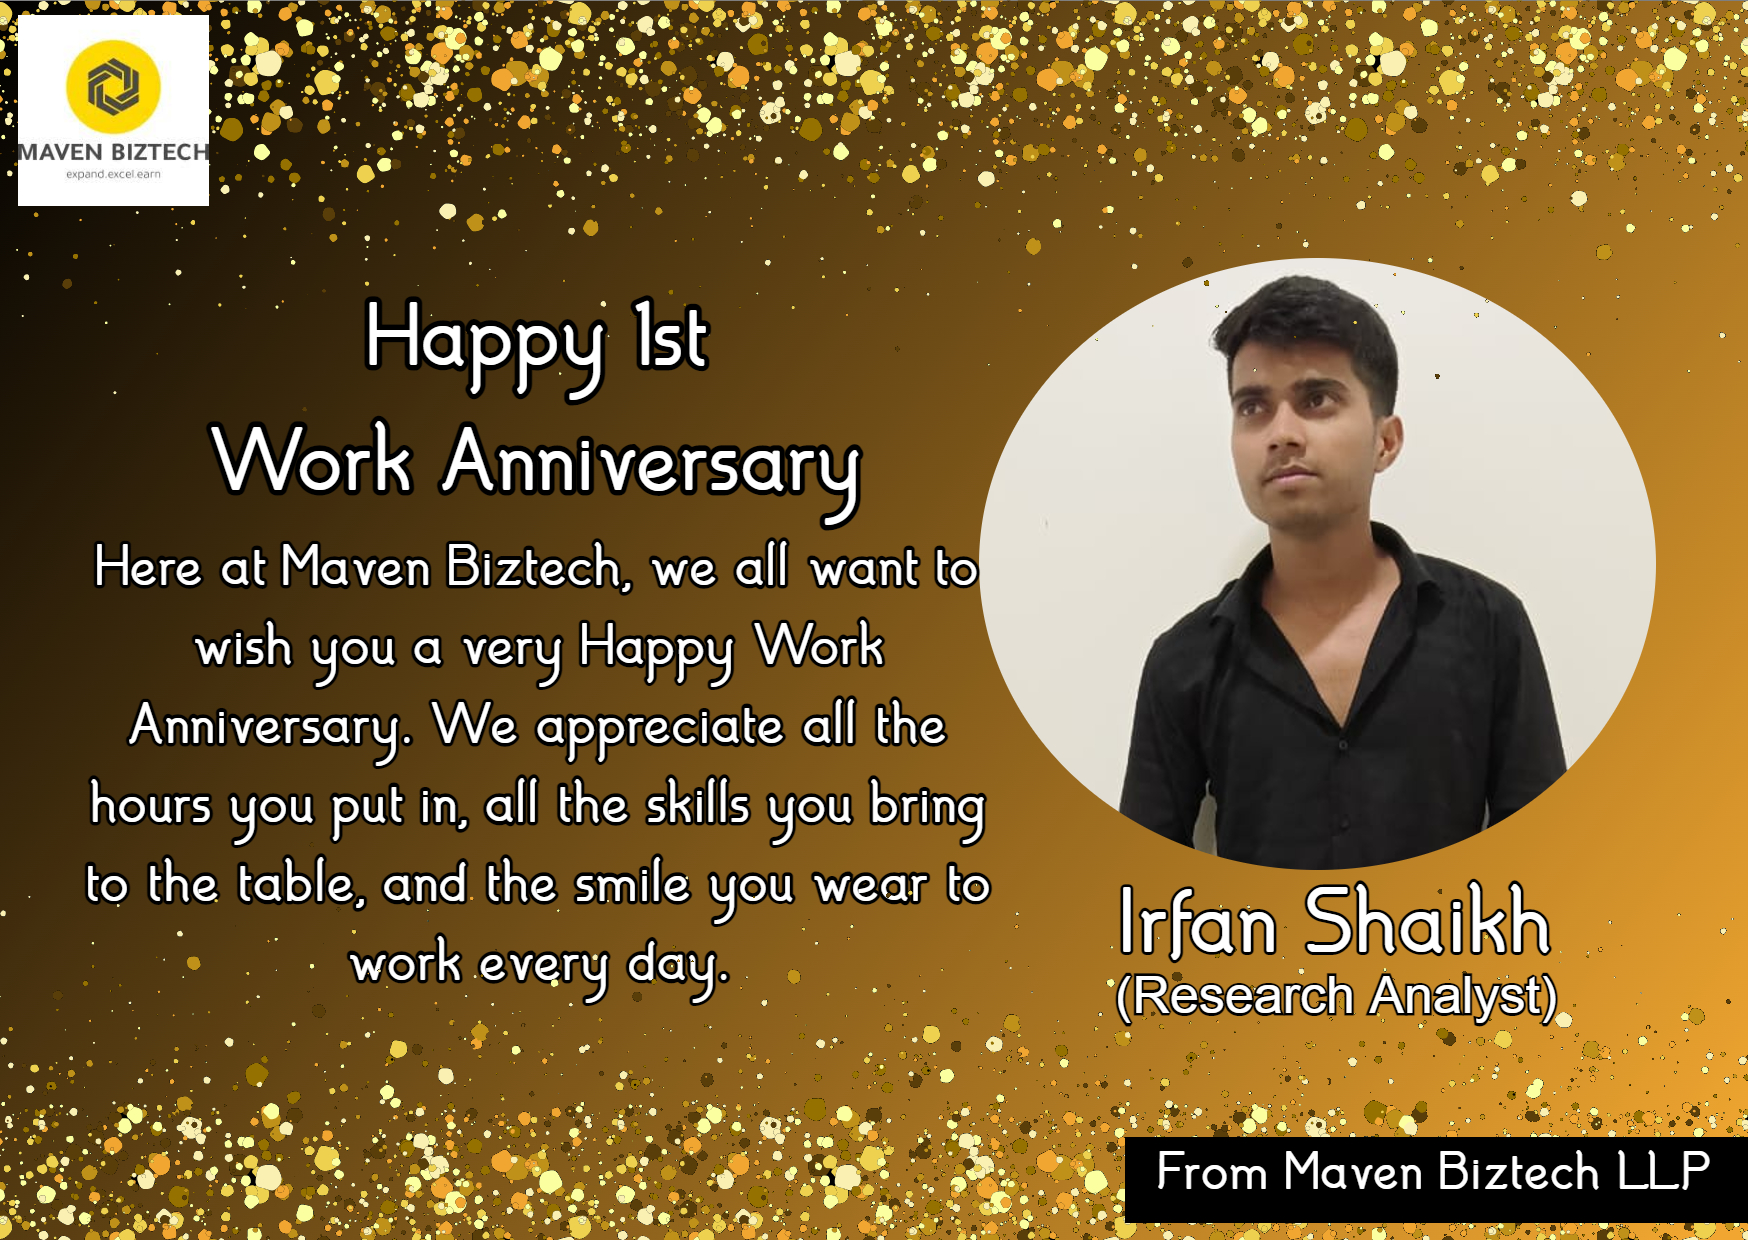 MAVEN BIZTECH
expand.excel.earn
Happy 1st
Work Anniversary
Here at Maven Biztech, we all want to
wish you a very Happy Work
Anniversary. We appreciate all the
hours you put in, all the skills you bring
to the table, and the smile you wear to
work every day.
Irfan Shaikh
(Research Analyst)
From Maven Biztech LLP